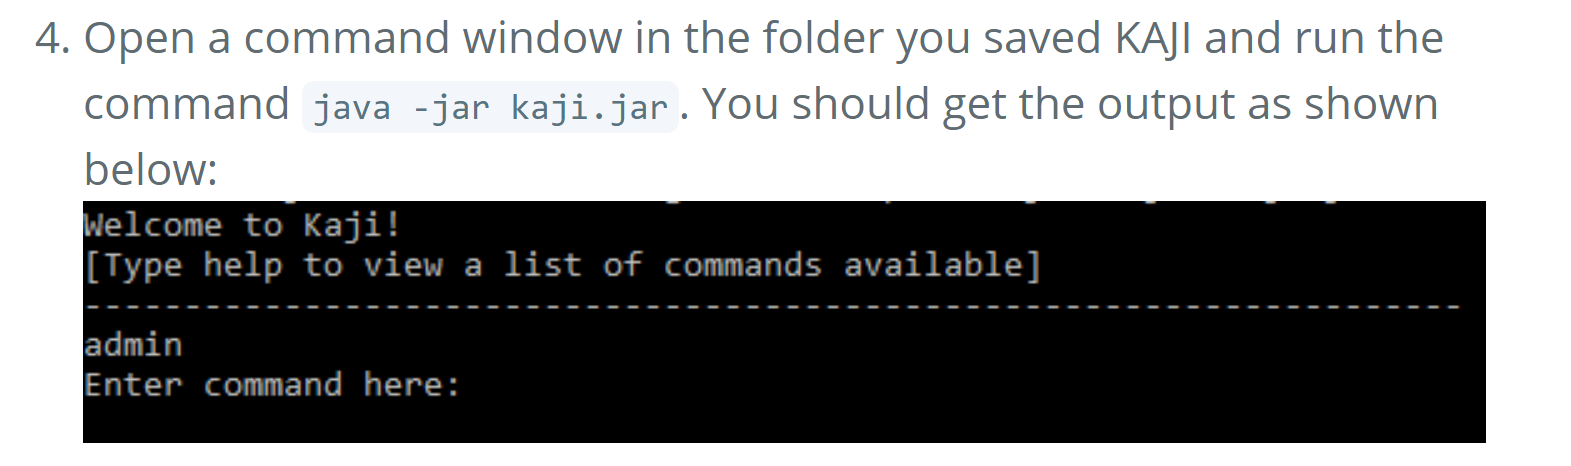 4. Open a command window in the folder you saved KAJI and run the
command java -jar kaji.jar. You should get the output as shown
below:
Welcome to Kaji!
[Type help to view a list of commands available]
---------------------------------------------------------------------
admin
Enter command here: